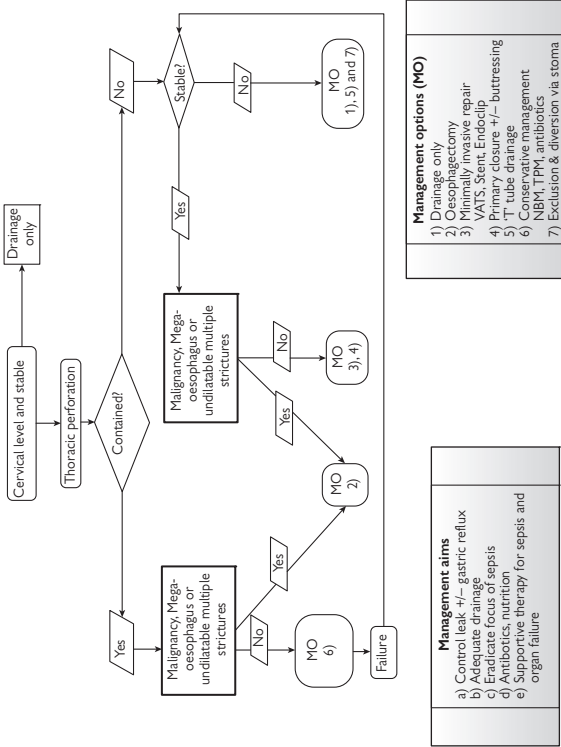 Cervical level and stable
Drainage
only
Thoracic perforation
Contained?
Yes
No
Malignancy, Mega-
oesophagus or
undilatable multiple
strictures
Malignancy, Mega-
oesophagus or
undilatable multiple
strictures
Yes
Stable?
No
Yes
Yes
No
No
MO
6)
MO
2)
MO
3), 4)
MO
1), 5) and 7)
Failure
Management aims
a) Control leak +/– gastric reflux
b) Adequate drainage
c) Eradicate focus of sepsis
d) Antibotics, nutrition
e) Supportive therapy for sepsis and
organ failure
Management options (MO)
1) Drainage only
2) Oesophagectomy
3) Minimally invasive repair
VATS, Stent, Endoclip
4) Primary closure +/– buttressing
5) 'T' tube drainage
6) Conservative management
NBM, TPM, antibiotics
7) Exclusion & diversion via stoma